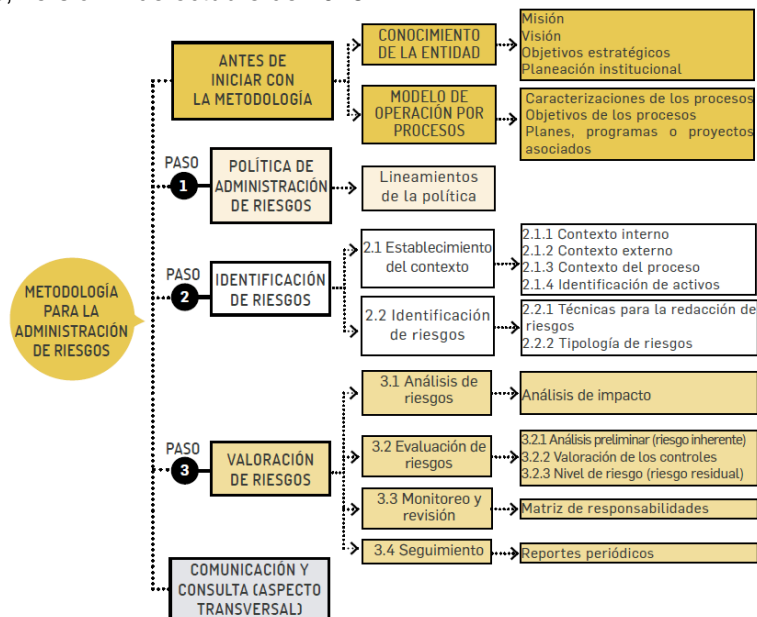 METODOLOGÍA
PARA LA
ADMINISTRACIÓN
DE RIESGOS
ANTES DE
INICIAR CON
LA METODOLOGÍA
CONOCIMIENTO
DE LA ENTIDAD
Misión
Visión
Objetivos estratégicos
Planeación institucional
MODELO DE
OPERACIÓN POR
PROCESOS
Caracterizaciones de los procesos
Objetivos de los procesos
Planes, programas o proyectos
asociados
PASO
1
POLÍTICA DE
ADMINISTRACIÓN
DE RIESGOS
Lineamientos
de la política
PASO
2
IDENTIFICACIÓN
DE RIESGOS
2.1 Establecimiento
del contexto
2.1.1 Contexto interno
2.1.2 Contexto externo
2.1.3 Contexto del proceso
2.1.4 Identificación de activos
2.2 Identificación
de riesgos
2.2.1 Técnicas para la redacción de
riesgos
2.2.2 Tipología de riesgos
PASO
3
VALORACIÓN
DE RIESGOS
3.1 Análisis de
riesgos
Análisis de impacto
3.2 Evaluación de
riesgos
3.2.1 Análisis preliminar (riesgo inherente)
3.2.2 Valoración de los controles
3.2.3 Nivel de riesgo (riesgo residual)
3.3 Monitoreo y
revisión
Matriz de responsabilidades
3.4 Seguimiento
Reportes periódicos
COMUNICACIÓN Y
CONSULTA (ASPECTO
TRANSVERSAL)